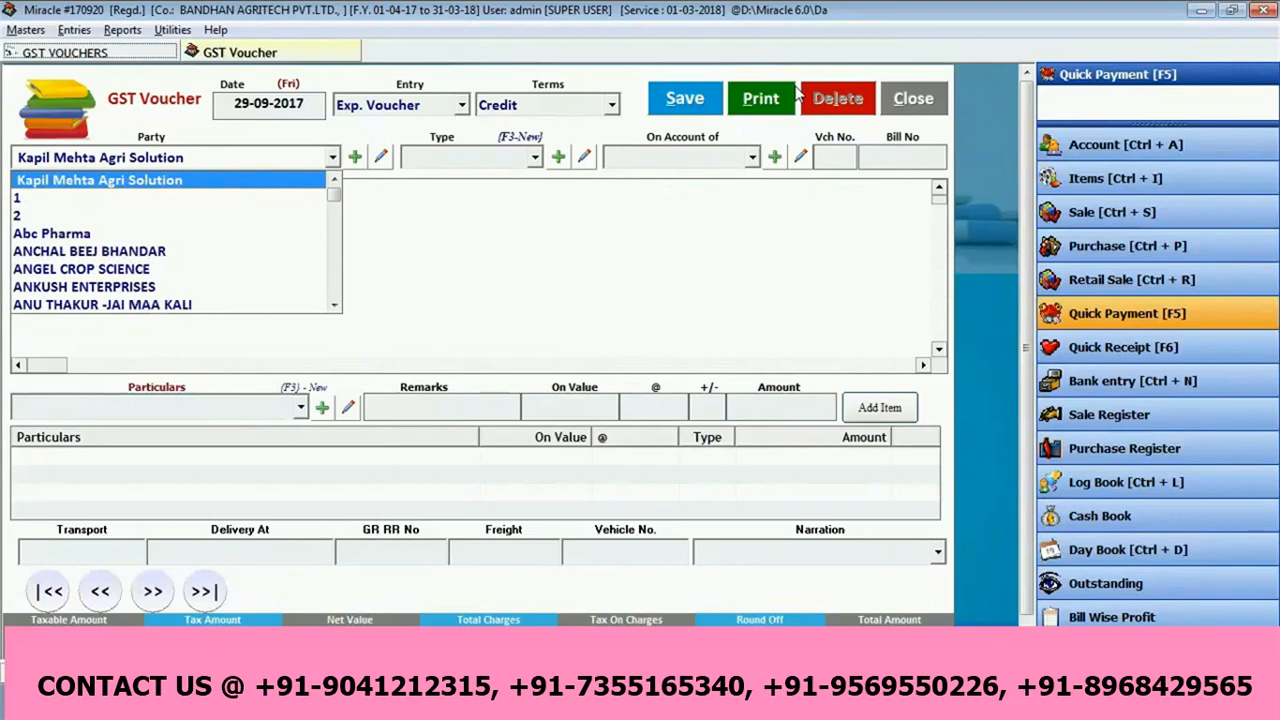 Miracle #170920 [Regd.] [Co.: BANDHAN AGRITECH PVT.LTD., ] [F.Y. 01-04-17 to 31-03-18] User: admin [SUPER USER] [Service : 01-03-2018] @D:\Miracle 6.0\Da
Masters Entries Reports Utilities Help
GST VOUCHERS GST Voucher
GST Voucher
Date (Fri) Entry Terms
29-09-2017 Exp. Voucher Credit
Save Print Delete Close
Party Type (F3-New) On Account of Vch No. Bill No
Kapil Mehta Agri Solution
Kapil Mehta Agri Solution
1
2
Abc Pharma
ANCHAL BEEJ BHANDAR
ANGEL CROP SCIENCE
ANKUSH ENTERPRISES
ANU THAKUR -JAI MAA KALI
Particulars (F3) - New Remarks On Value @ +/- Amount
Add Item
Particulars On Value @ Type Amount
Transport Delivery At GR RR No Freight Vehicle No. Narration
|<< << >> >>|
Taxable Amount Tax Amount Net Value Total Charges Tax On Charges Round Off Total Amount
Quick Payment [F5]
Account [Ctrl + A]
Items [Ctrl + I]
Sale [Ctrl + S]
Purchase [Ctrl + P]
Retail Sale [Ctrl + R]
Quick Payment [F5]
Quick Receipt [F6]
Bank entry [Ctrl + N]
Sale Register
Purchase Register
Log Book [Ctrl + L]
Cash Book
Day Book [Ctrl + D]
Outstanding
Bill Wise Profit
CONTACT US @ +91-9041212315, +91-7355165340, +91-9569550226, +91-8968429565